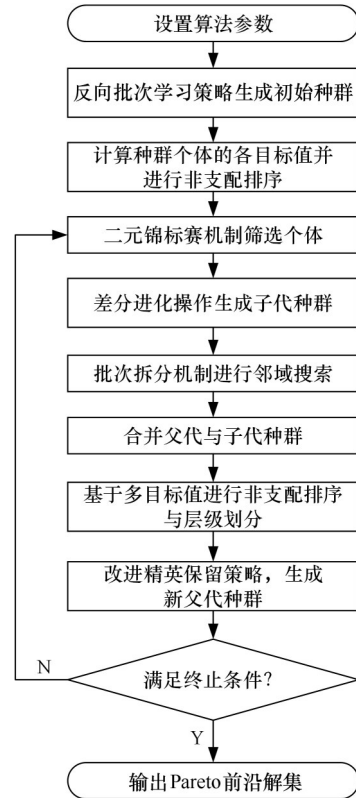 设置算法参数
反向批次学习策略生成初始种群
计算种群个体的各目标值并
进行非支配排序
二元锦标赛机制筛选个体
差分进化操作生成子代种群
批次拆分机制进行邻域搜索
合并父代与子代种群
基于多目标值进行非支配排序
与层级划分
改进精英保留策略，生成
新父代种群
N
满足终止条件？
Y
输出Pareto前沿解集